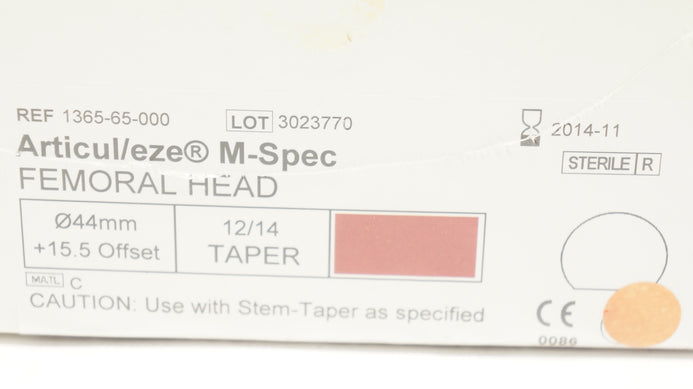 REF 1365-65-000 LOT 3023770 2014-11
Articul/eze® M-Spec
STERILE R
FEMORAL HEAD
Ø44mm
+15.5 Offset
12/14
TAPER
MATL C
CAUTION: Use with Stem-Taper as specified
CE
0086